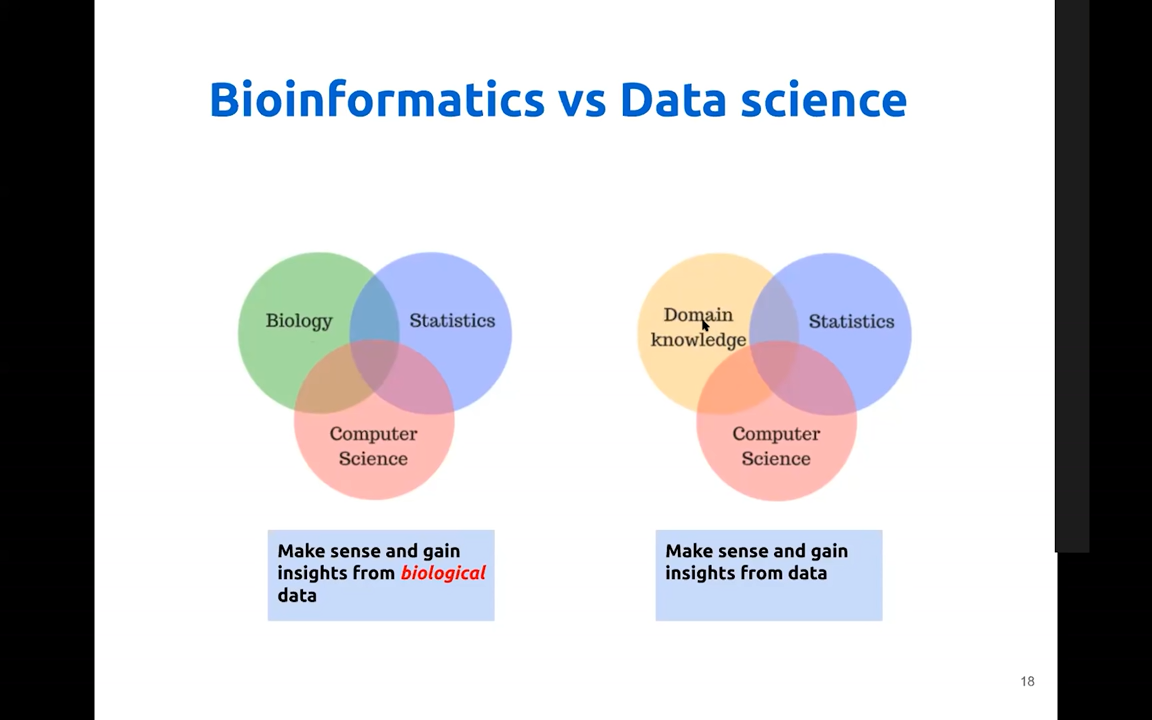 Bioinformatics vs Data science
Biology
Statistics
Computer
Science
Domain
knowledge
Statistics
Computer
Science
Make sense and gain
insights from biological
data
Make sense and gain
insights from data
18